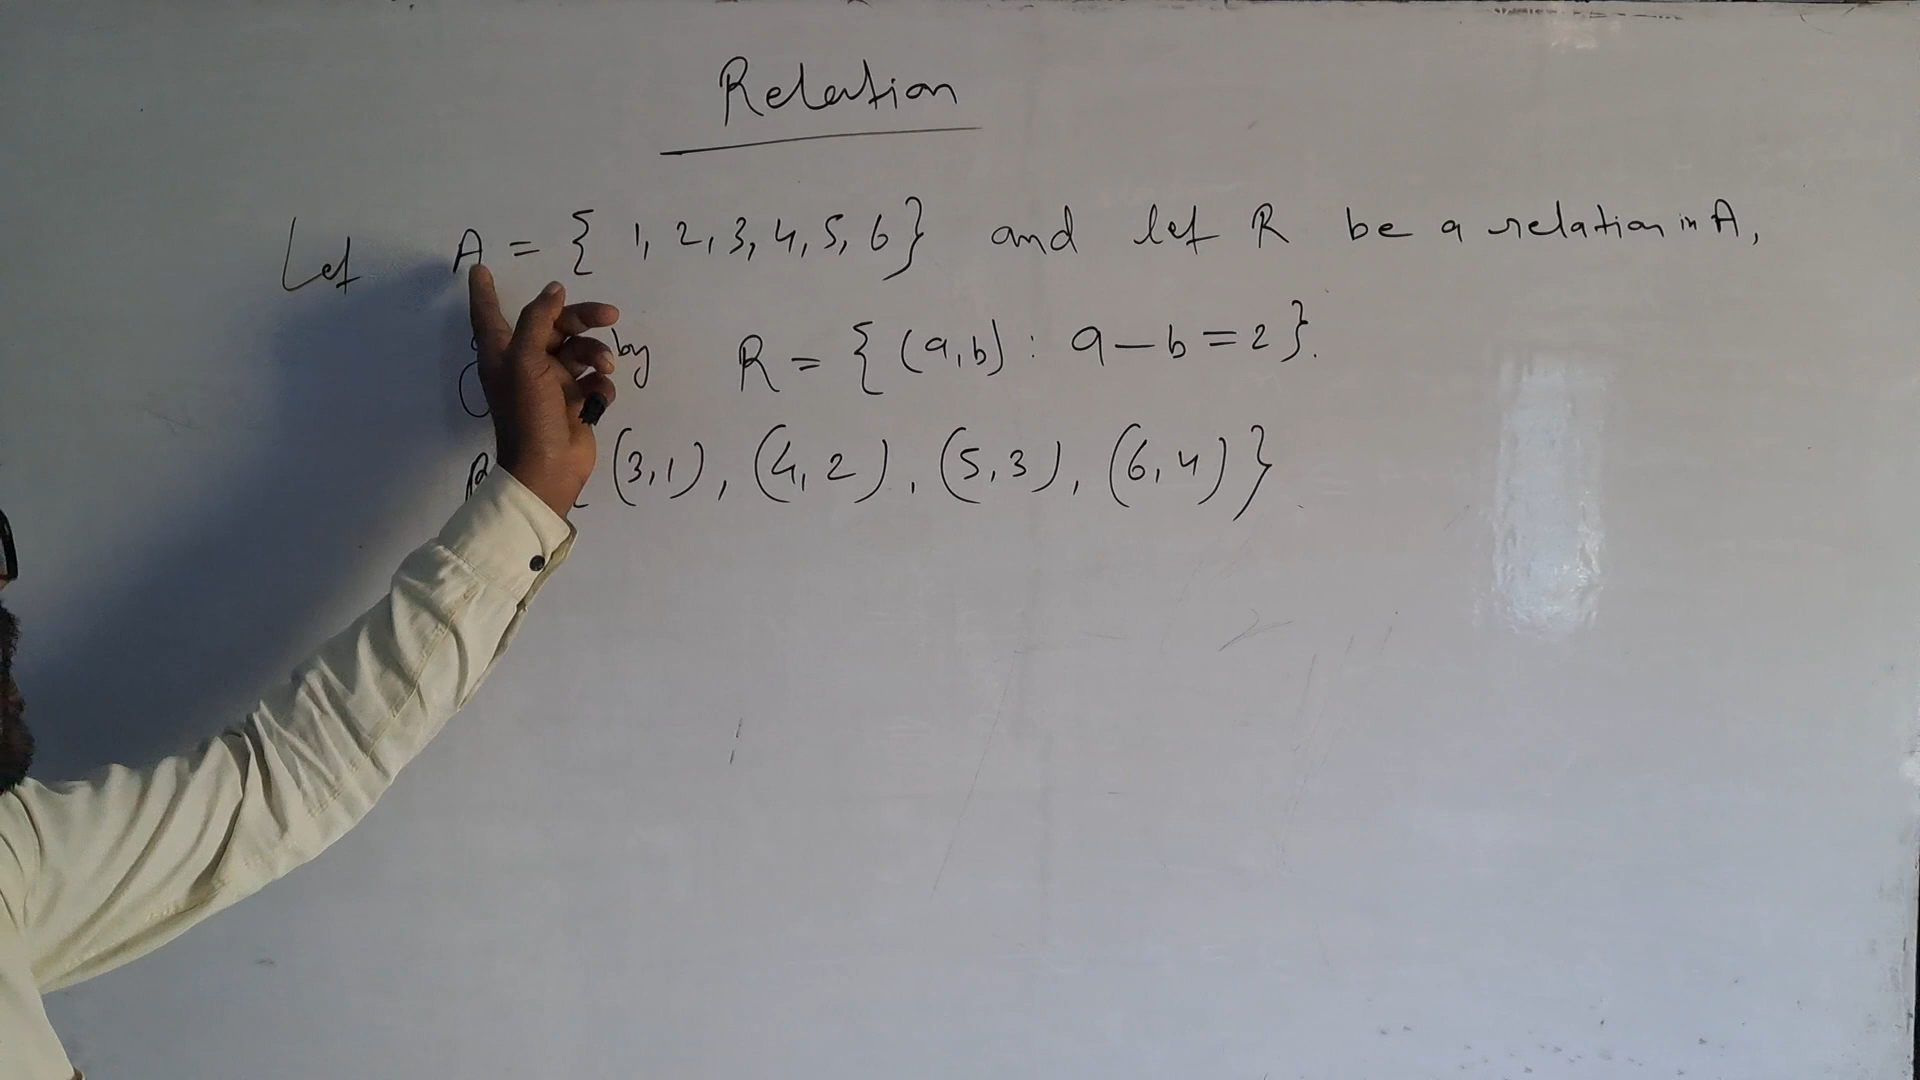 Relation
Let A = { 1, 2, 3, 4, 5, 6} and let R be a relation in A,
by R = { (a,b) : a - b = 2 }.
R { (3,1), (4,2), (5,3), (6,4) }